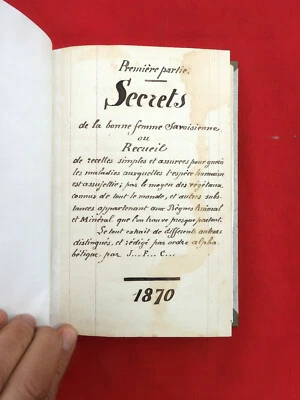 Première partie.
Secrets
de la bonne femme Savoisienne
ou
Recueil
de recettes simples et assurées pour guérir
les maladies auxquelles l'espèce humaine
est assujettie; par le moyen des végétaux,
connus de tout le monde, et autres subs-
tances appartenant aux Règnes Animal
et Minéral que l'on trouve presque partout.
Le tout extrait de différents auteurs
distingués, et rédigé par ordre alpha-
bétique, par J... F... C...
1870